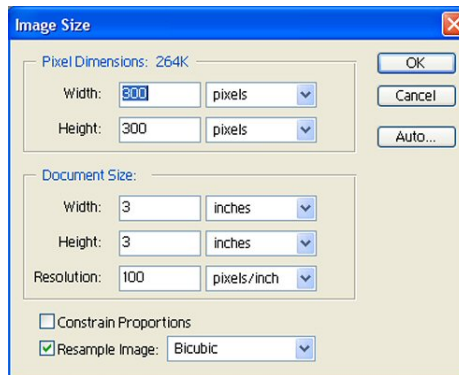 Image Size
Pixel Dimensions: 264K
OK
Width: 300 pixels
Cancel
Height: 300 pixels
Auto...
Document Size:
Width: 3 inches
Height: 3 inches
Resolution: 100 pixels/inch
Constrain Proportions
Resample Image: Bicubic